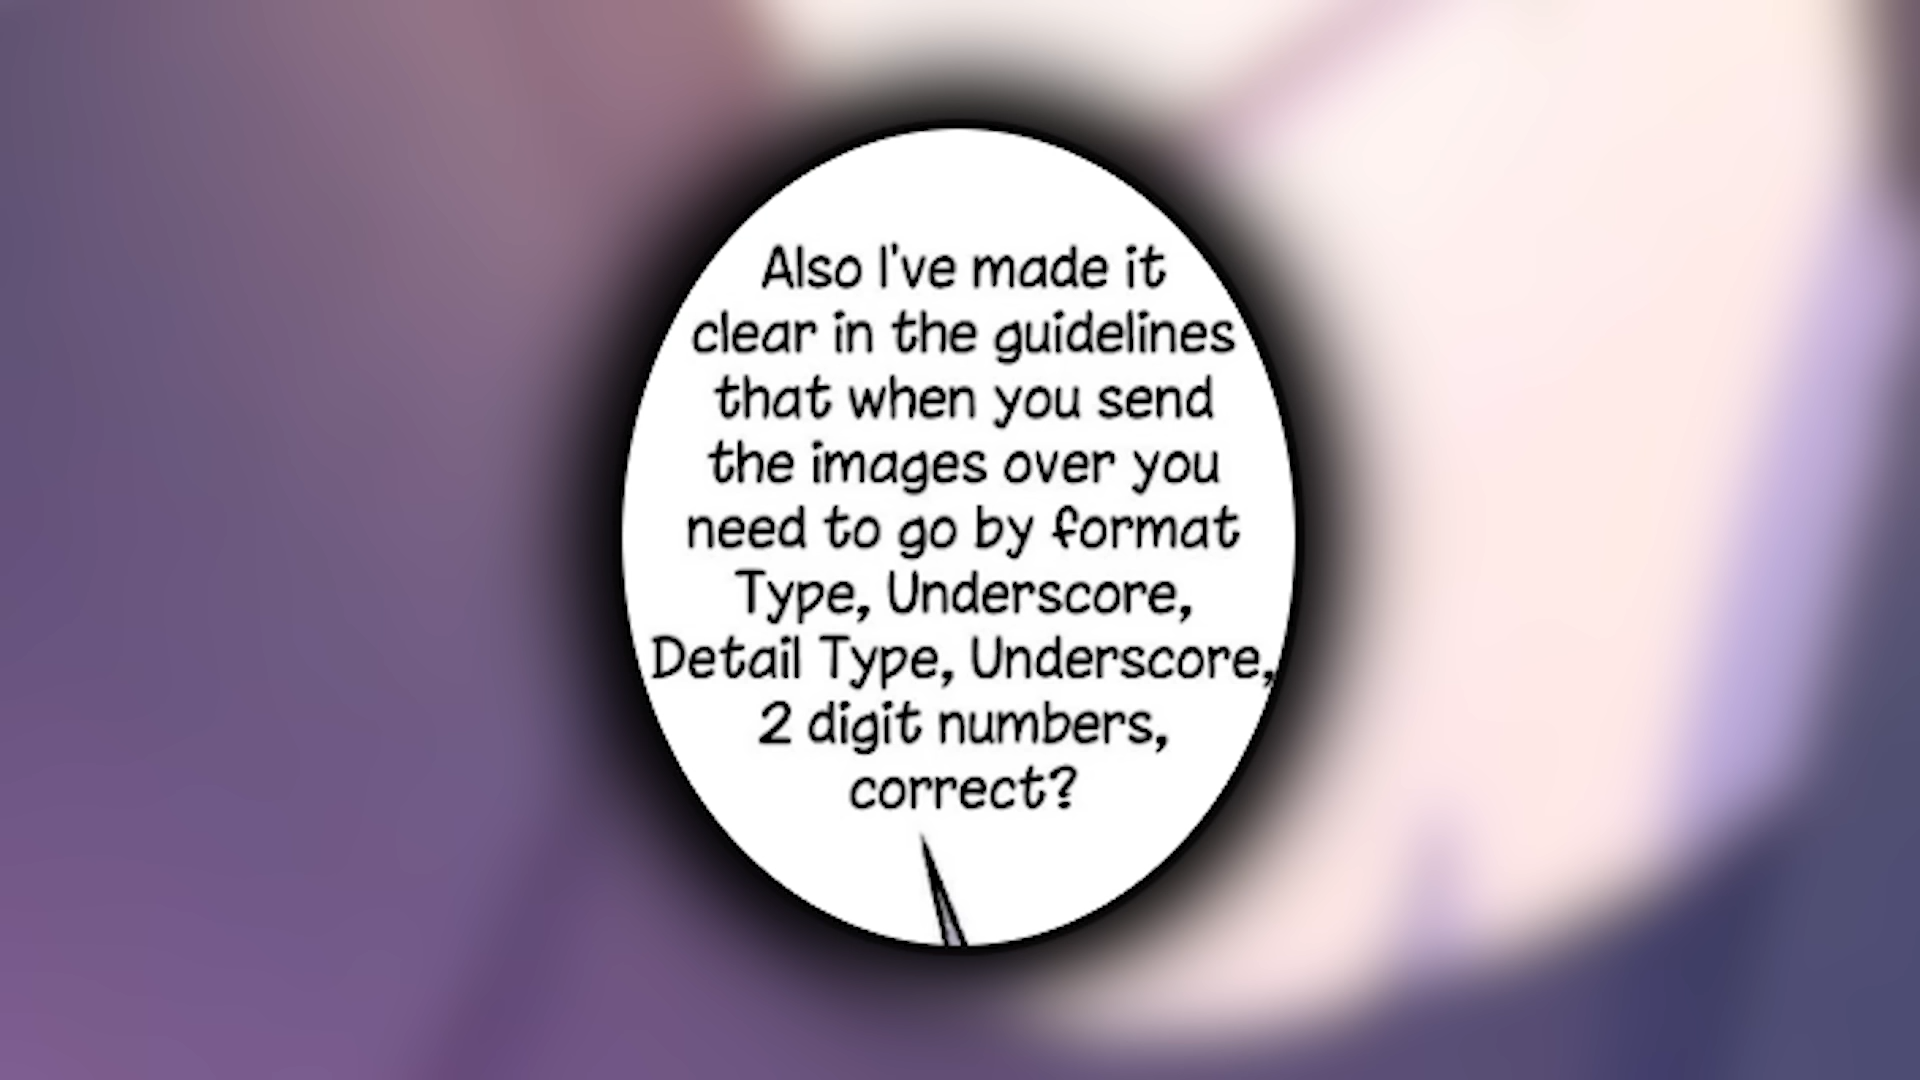 Also I've made it
clear in the guidelines
that when you send
the images over you
need to go by format
Type, Underscore,
Detail Type, Underscore,
2 digit numbers,
correct?